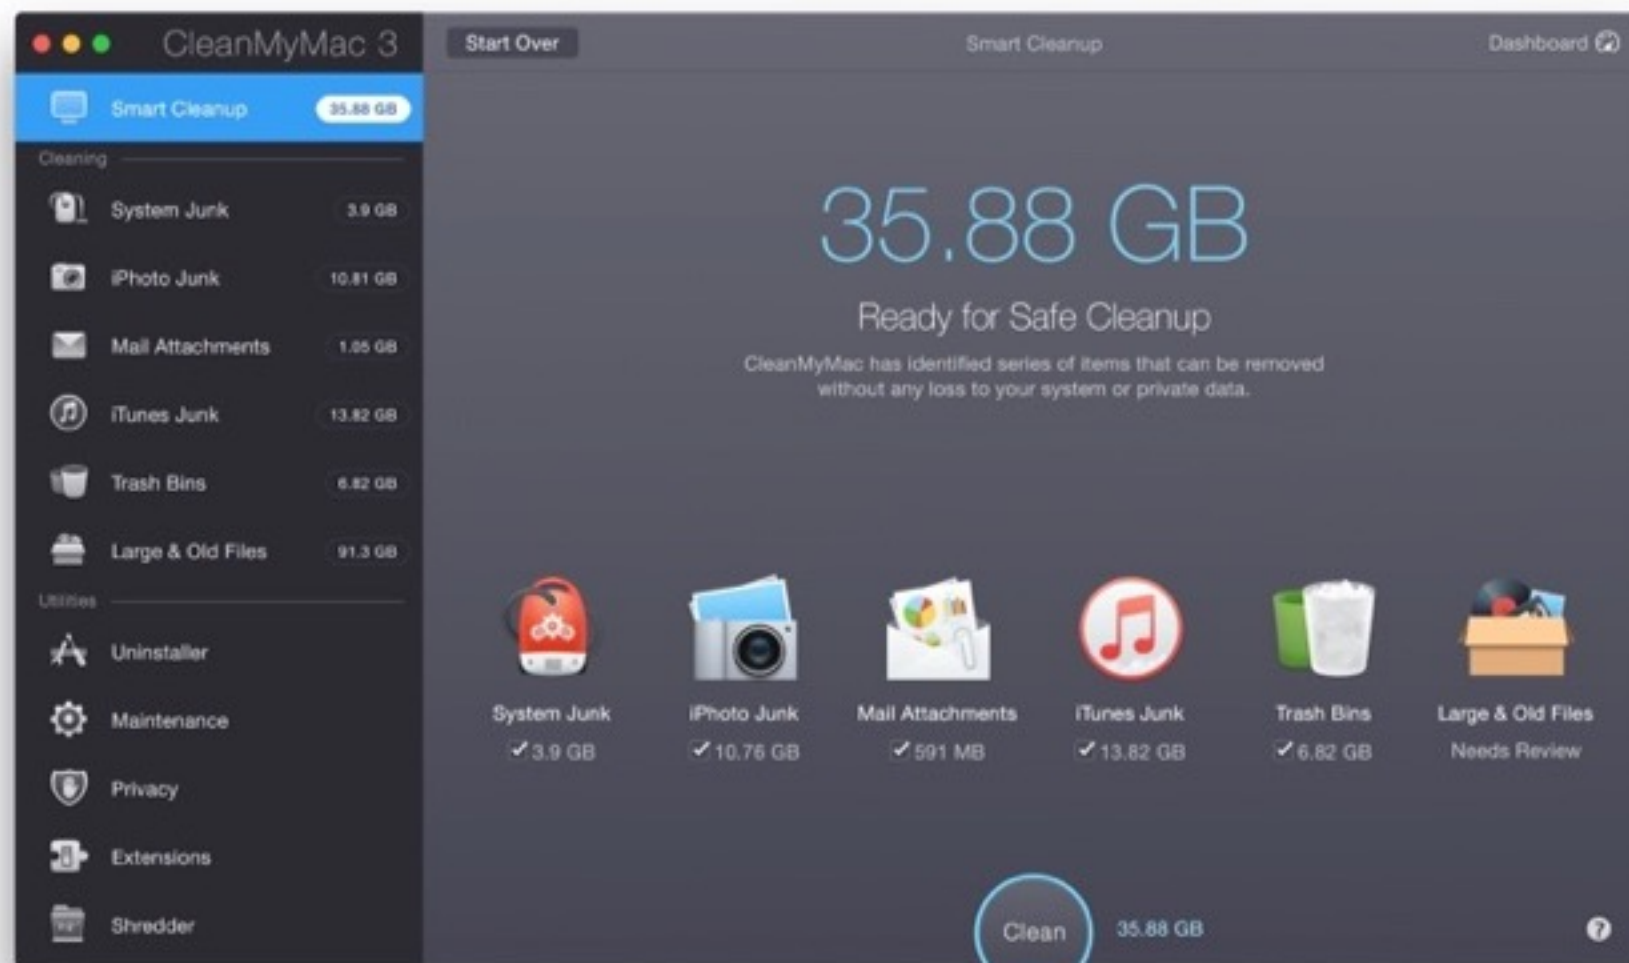 CleanMyMac 3
Start Over
Smart Cleanup
Dashboard
Smart Cleanup 35.88 GB
Cleaning
System Junk 3.9 GB
iPhoto Junk 10.81 GB
Mail Attachments 1.05 GB
iTunes Junk 13.82 GB
Trash Bins 6.82 GB
Large & Old Files 91.3 GB
Utilities
Uninstaller
Maintenance
Privacy
Extensions
Shredder
35.88 GB
Ready for Safe Cleanup
CleanMyMac has identified series of items that can be removed
without any loss to your system or private data.
System Junk
3.9 GB
iPhoto Junk
10.76 GB
Mail Attachments
591 MB
iTunes Junk
13.82 GB
Trash Bins
6.82 GB
Large & Old Files
Needs Review
Clean
35.88 GB
?